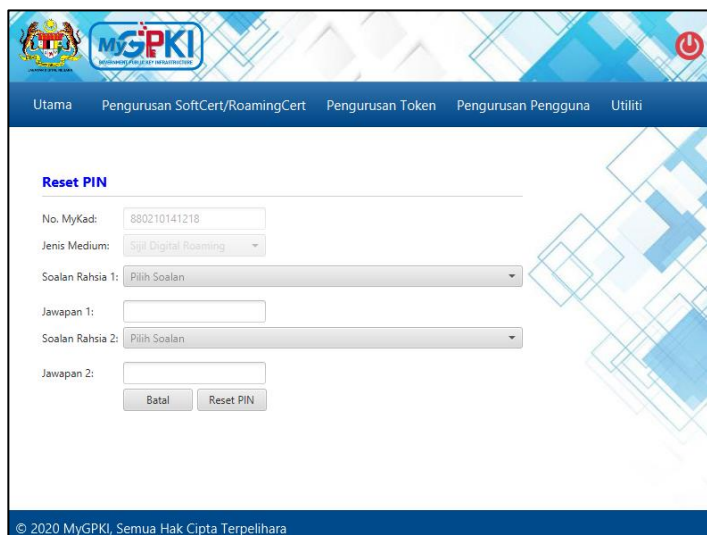 MyGPKI
GOVERNMENT PUBLIC KEY INFRASTRUCTURE
Utama Pengurusan SoftCert/RoamingCert Pengurusan Token Pengurusan Pengguna Utiliti
Reset PIN
No. MyKad: 880210141218
Jenis Medium: Sijil Digital Roaming
Soalan Rahsia 1: Pilih Soalan
Jawapan 1:
Soalan Rahsia 2: Pilih Soalan
Jawapan 2:
Batal Reset PIN
© 2020 MyGPKI, Semua Hak Cipta Terpelihara